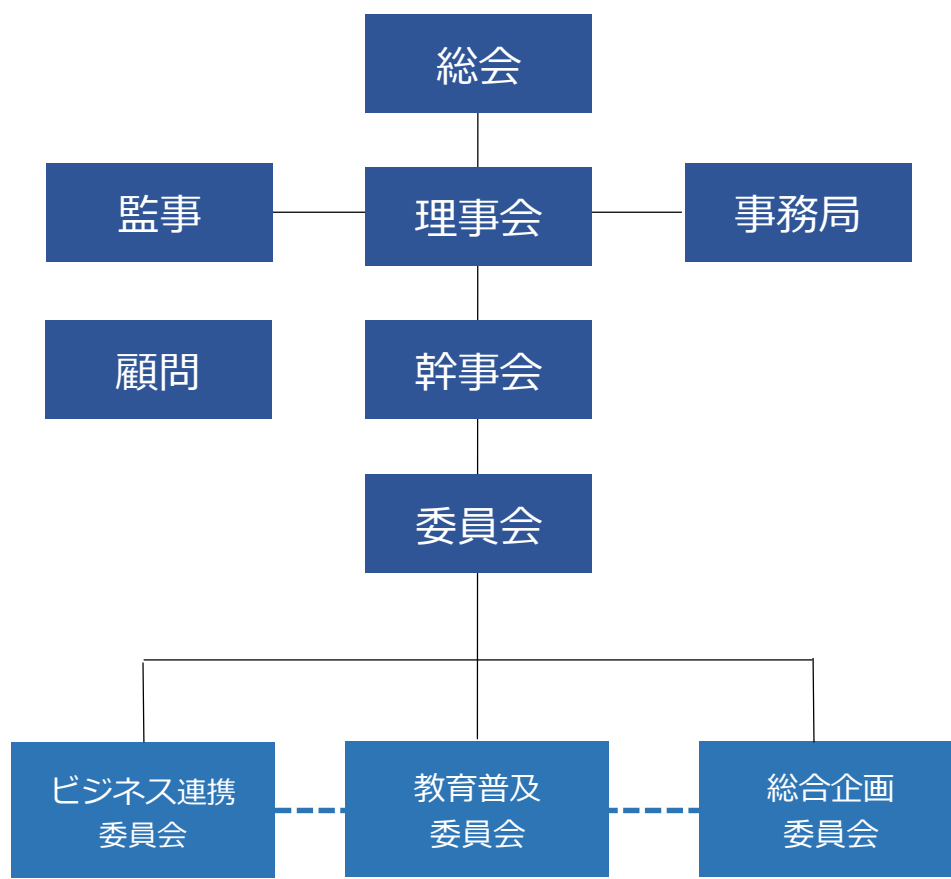 総会
監事
理事会
事務局
顧問
幹事会
委員会
ビジネス連携
委員会
教育普及
委員会
総合企画
委員会